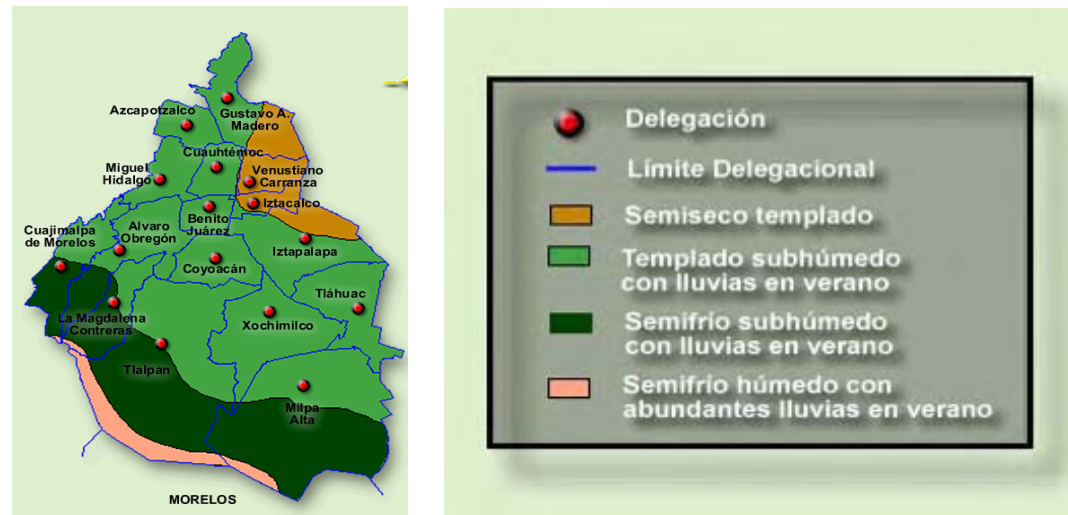 Azcapotzalco
Gustavo A.
Madero
Cuauhtémoc
Miguel
Hidalgo
Venustiano
Carranza
Iztacalco
Benito
Juárez
Cuajimalpa
de Morelos
Alvaro
Obregón
Iztapalapa
Coyoacán
Tláhuac
La Magdalena
Contreras
Xochimilco
Tlalpan
Milpa
Alta
MORELOS
Delegación
Límite Delegacional
Semiseco templado
Templado subhúmedo
con lluvias en verano
Semifrío subhúmedo
con lluvias en verano
Semifrío húmedo con
abundantes lluvias en verano